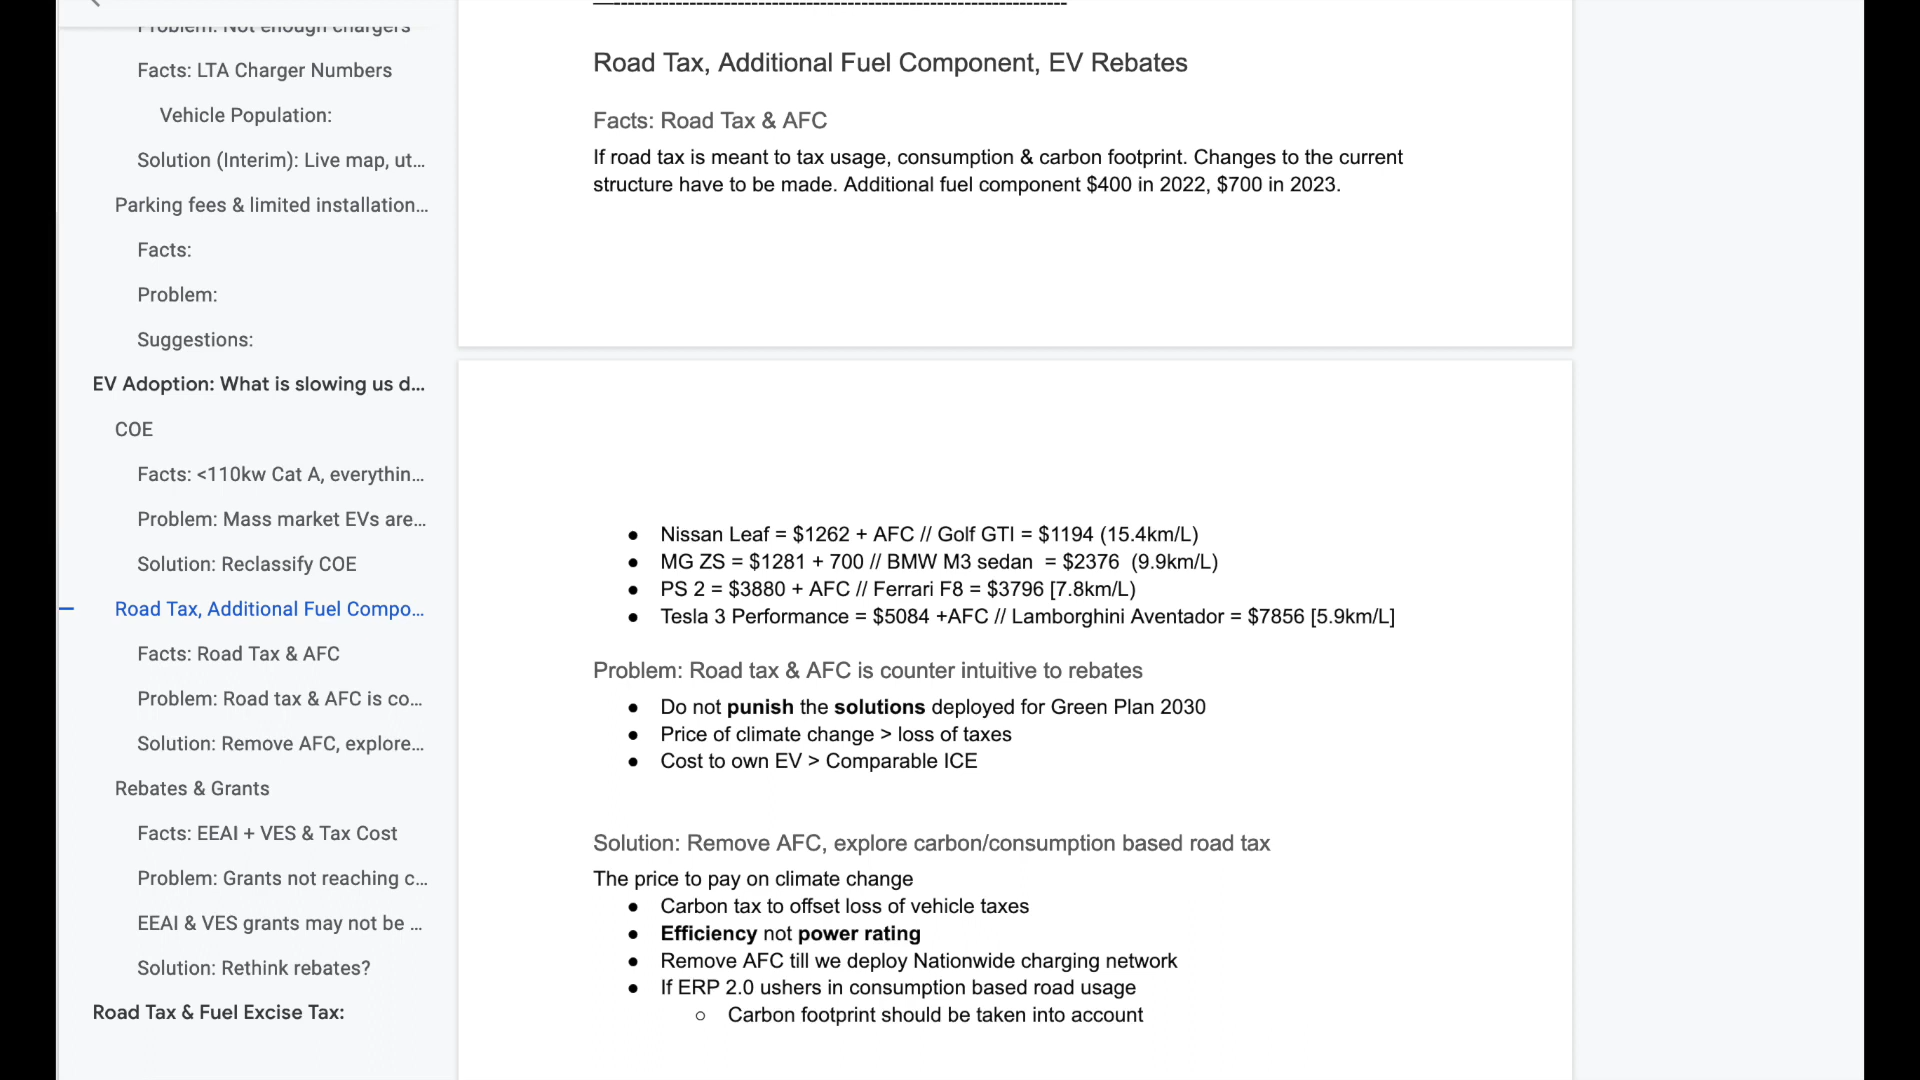 Problem: Not enough chargers
Facts: LTA Charger Numbers
Vehicle Population:
Solution (Interim): Live map, ut...
Parking fees & limited installation...
Facts:
Problem:
Suggestions:
EV Adoption: What is slowing us d...
COE
Facts: <110kw Cat A, everythin...
Problem: Mass market EVs are...
Solution: Reclassify COE
Road Tax, Additional Fuel Compo...
Facts: Road Tax & AFC
Problem: Road tax & AFC is co...
Solution: Remove AFC, explore...
Rebates & Grants
Facts: EEAI + VES & Tax Cost
Problem: Grants not reaching c...
EEAI & VES grants may not be ...
Solution: Rethink rebates?
Road Tax & Fuel Excise Tax:
Road Tax, Additional Fuel Component, EV Rebates
Facts: Road Tax & AFC
If road tax is meant to tax usage, consumption & carbon footprint. Changes to the current
structure have to be made. Additional fuel component $400 in 2022, $700 in 2023.
● Nissan Leaf = $1262 + AFC // Golf GTI = $1194 (15.4km/L)
● MG ZS = $1281 + 700 // BMW M3 sedan = $2376 (9.9km/L)
● PS 2 = $3880 + AFC // Ferrari F8 = $3796 [7.8km/L)
● Tesla 3 Performance = $5084 +AFC // Lamborghini Aventador = $7856 [5.9km/L]
Problem: Road tax & AFC is counter intuitive to rebates
● Do not punish the solutions deployed for Green Plan 2030
● Price of climate change > loss of taxes
● Cost to own EV > Comparable ICE
Solution: Remove AFC, explore carbon/consumption based road tax
The price to pay on climate change
● Carbon tax to offset loss of vehicle taxes
● Efficiency not power rating
● Remove AFC till we deploy Nationwide charging network
● If ERP 2.0 ushers in consumption based road usage
○ Carbon footprint should be taken into account